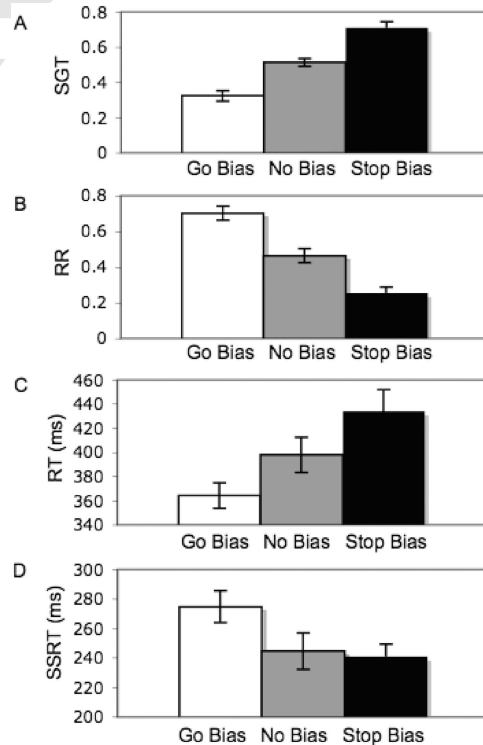 A
SGT
0.8
0.6
0.4
0.2
0
Go Bias No Bias Stop Bias
B
RR
0.8
0.6
0.4
0.2
0
Go Bias No Bias Stop Bias
C
RT (ms)
460
440
420
400
380
360
340
Go Bias No Bias Stop Bias
D
SSRT (ms)
300
280
260
240
220
200
Go Bias No Bias Stop Bias